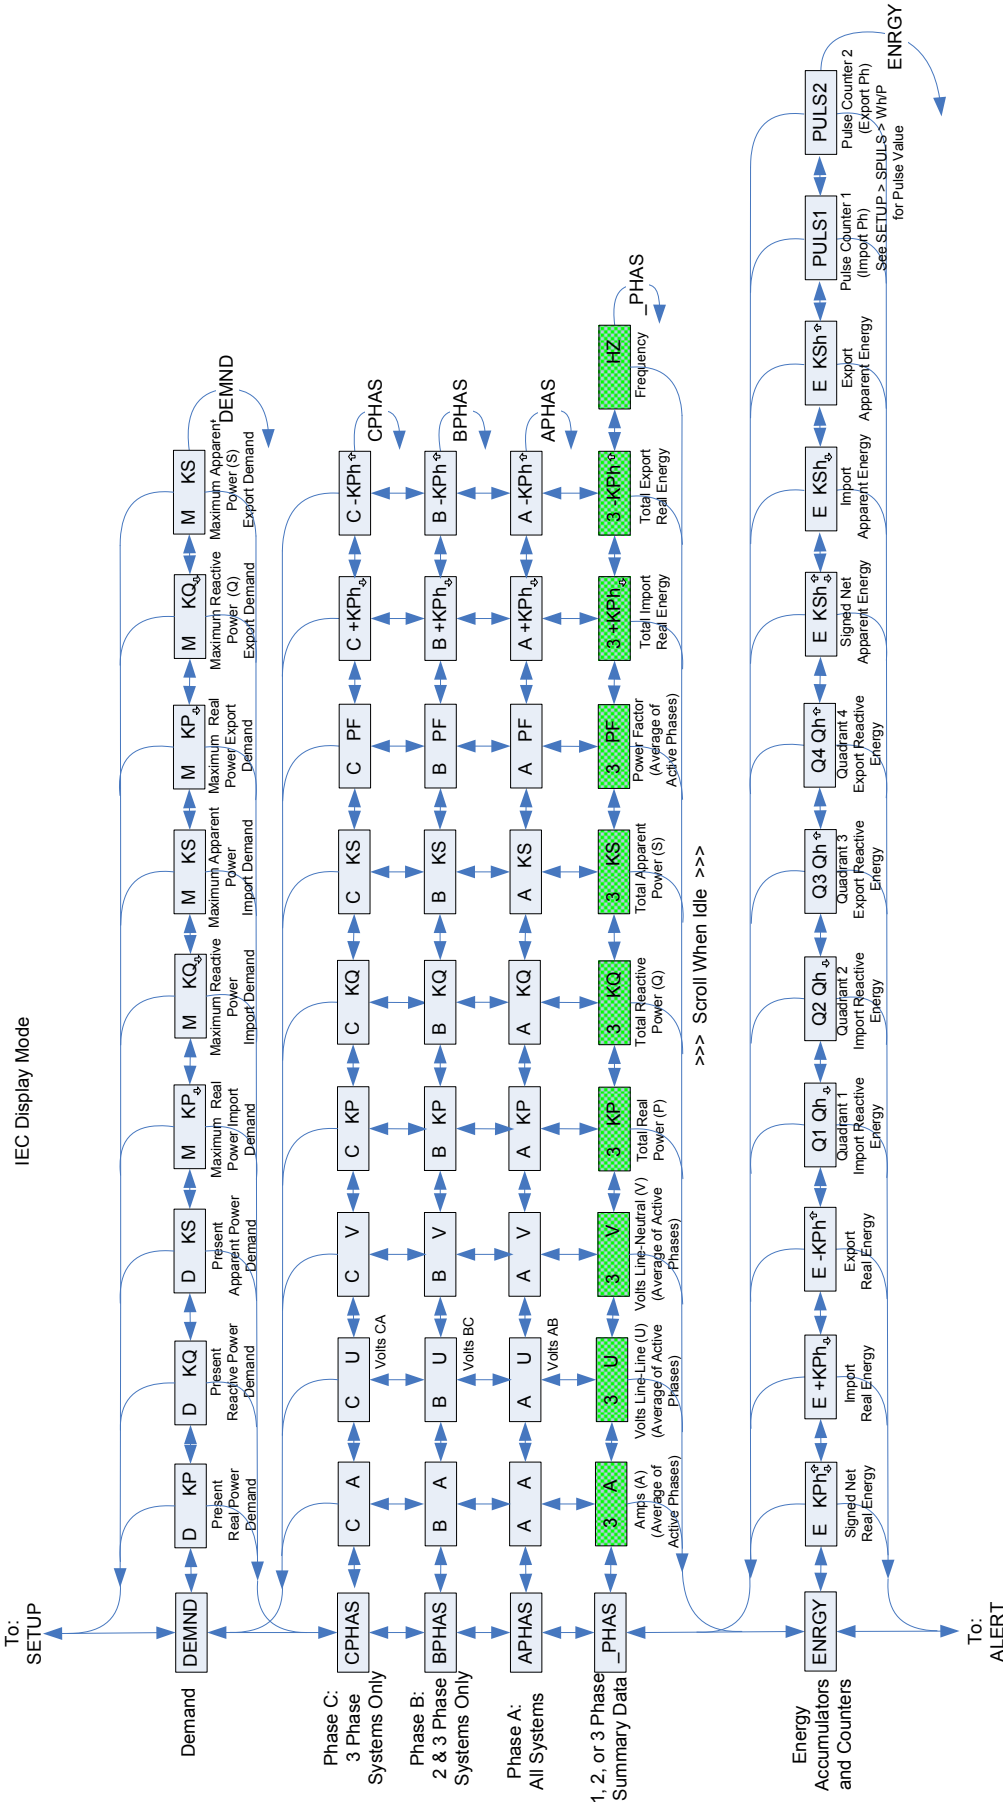 IEC Display Mode
To:
SETUP
Demand
DEMND
D KP
Present
Real Power
Demand
D KQ
Present
Reactive Power
Demand
D KS
Present
Apparent Power
Demand
M KP
Maximum Real
Power Import
Demand
M KQ
Maximum Reactive
Power
Import Demand
M KS
Maximum Apparent
Power
Import Demand
M KP
Maximum Real
Power Export
Demand
M KQ
Maximum Reactive
Power (Q)
Export Demand
M KS
Maximum Apparent
Power (S)
Export Demand
DEMND
Phase C:
3 Phase
Systems Only
CPHAS
C A
C U
Volts CA
C V
C KP
C KQ
C KS
C PF
C +KPh
C -KPh
CPHAS
Phase B:
2 & 3 Phase
Systems Only
BPHAS
B A
B U
Volts BC
B V
B KP
B KQ
B KS
B PF
B +KPh
B -KPh
BPHAS
Phase A:
All Systems
APHAS
A A
A U
Volts AB
A V
A KP
A KQ
A KS
A PF
A +KPh
A -KPh
APHAS
1, 2, or 3 Phase
Summary Data
_PHAS
3 A
Amps (A)
(Average of
Active Phases)
3 U
Volts Line-Line (U)
(Average of Active
Phases)
3 V
Volts Line-Neutral (V)
(Average of Active
Phases)
3 KP
Total Real
Power (P)
3 KQ
Total Reactive
Power (Q)
3 KS
Total Apparent
Power (S)
3 PF
Power Factor
(Average of
Active Phases)
3 +KPh
Total Import
Real Energy
3 -KPh
Total Export
Real Energy
HZ
Frequency
_PHAS
>>> Scroll When Idle >>>
Energy
Accumulators
and Counters
ENRGY
E KPh
Signed Net
Real Energy
E +KPh
Import
Real Energy
E -KPh
Export
Real Energy
Q1 Qh
Quadrant 1
Import Reactive
Energy
Q2 Qh
Quadrant 2
Import Reactive
Energy
Q3 Qh
Quadrant 3
Export Reactive
Energy
Q4 Qh
Quadrant 4
Export Reactive
Energy
E KSh
Signed Net
Apparent Energy
E KSh
Import
Apparent Energy
E KSh
Export
Apparent Energy
PULS1
Pulse Counter 1
(Import Ph)
PULS2
Pulse Counter 2
(Export Ph)
See SETUP > SPULS > Wh/P
for Pulse Value
ENRGY
To:
ALERT